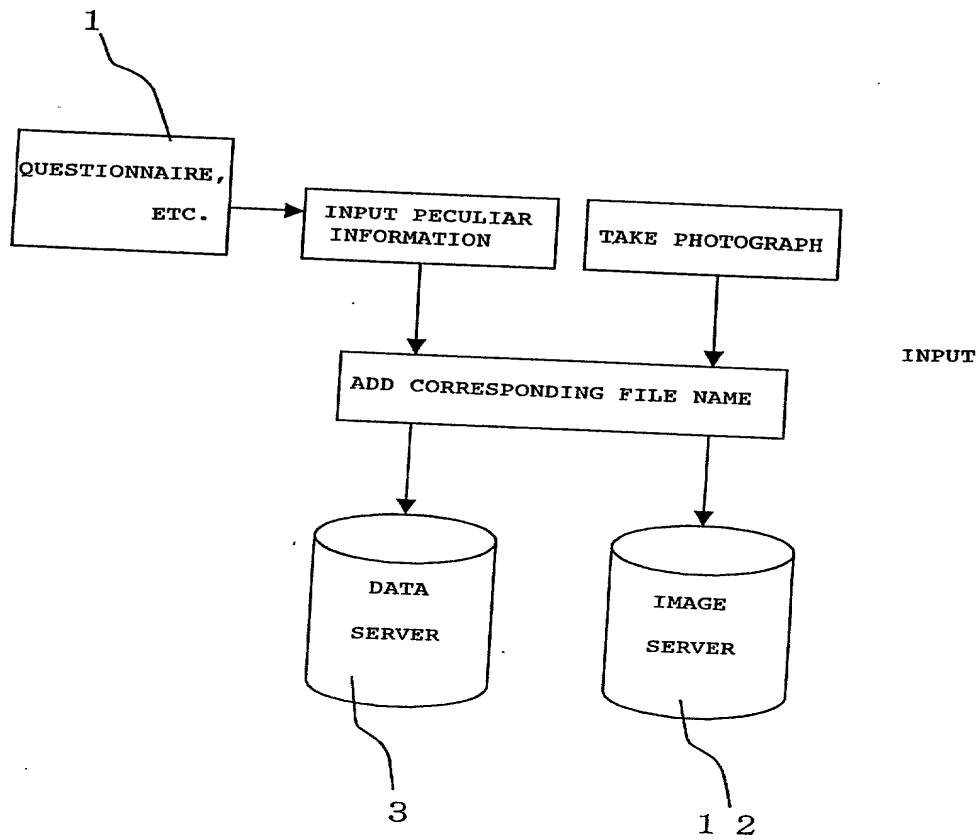 1
QUESTIONNAIRE,
ETC.
INPUT PECULIAR
INFORMATION
TAKE PHOTOGRAPH
INPUT
ADD CORRESPONDING FILE NAME
DATA
SERVER
IMAGE
SERVER
3
1 2